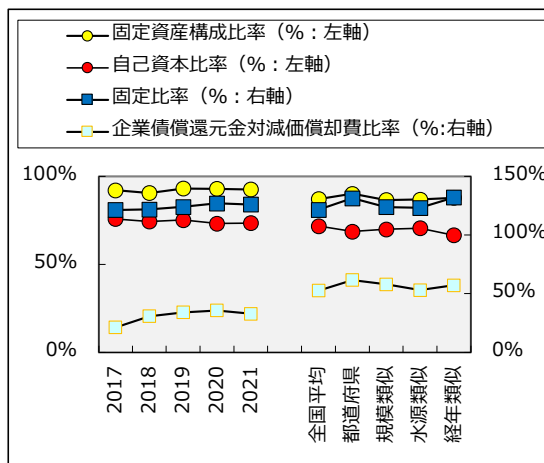 固定資産構成比率（%：左軸）
自己資本比率（%：左軸）
固定比率（%：右軸）
企業債償還元金対減価償却費比率（%:右軸）
100%
50%
0%
150%
100%
50%
0%
2017
2018
2019
2020
2021
全国平均
都道府県
規模類似
水源類似
経年類似